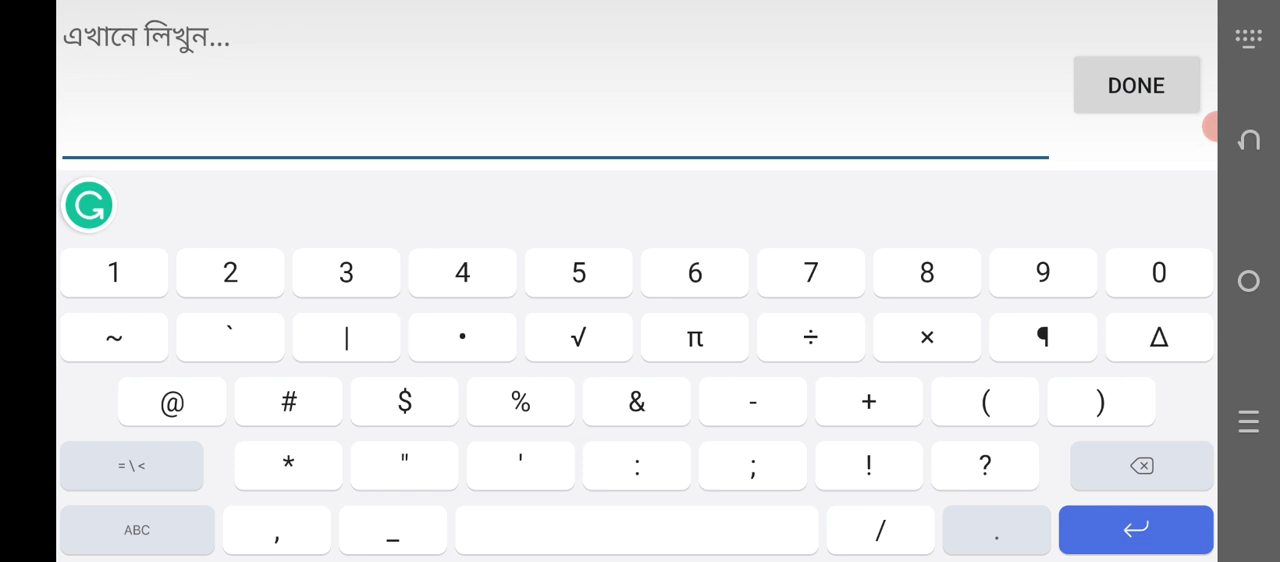 এখানে লিখুন...
DONE
1 2 3 4 5 6 7 8 9 0
~ ` | • √ π ÷ × ¶ Δ
@ # $ % & - + ( )
= \ < * " ' : ; ! ?
ABC , _ / .